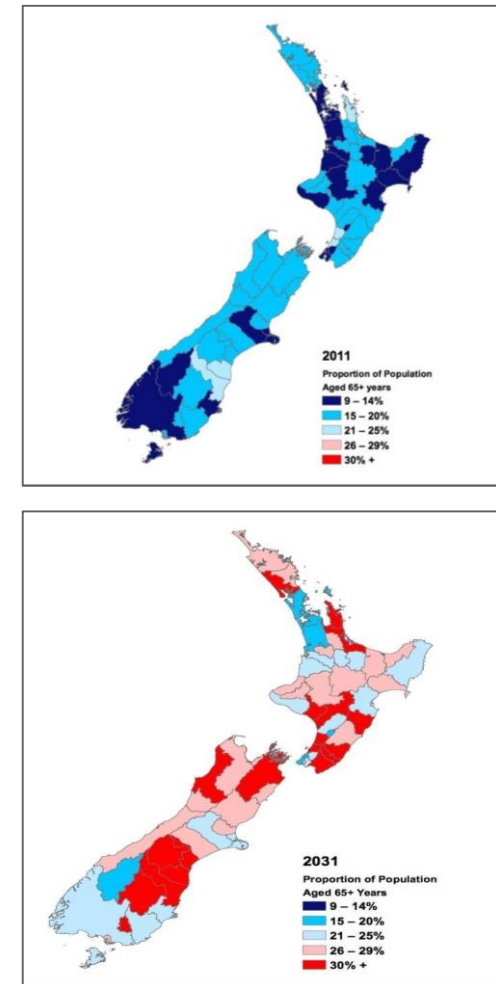 2011
Proportion of Population
Aged 65+ years
9 – 14%
15 – 20%
21 – 25%
26 – 29%
30% +
2031
Proportion of Population
Aged 65+ Years
9 – 14%
15 – 20%
21 – 25%
26 – 29%
30% +